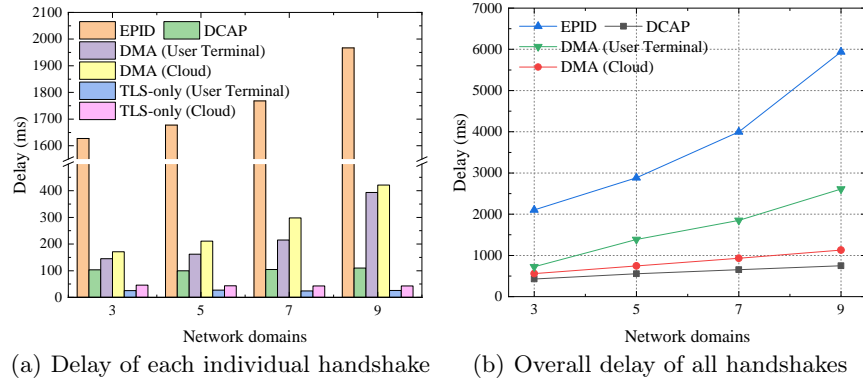 2100
2000
1900
1800
1700
1600
400
300
200
100
0
Delay (ms)
EPID DCAP
DMA (User Terminal)
DMA (Cloud)
TLS-only (User Terminal)
TLS-only (Cloud)
3 5 7 9
Network domains
(a) Delay of each individual handshake
7000
6000
5000
4000
3000
2000
1000
0
Delay (ms)
EPID DCAP
DMA (User Terminal)
DMA (Cloud)
3 5 7 9
Network domains
(b) Overall delay of all handshakes